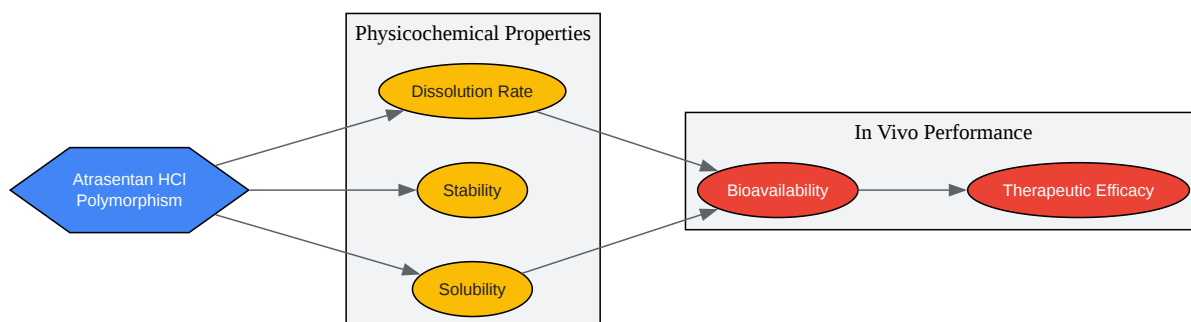 Atrasentan HCl
Polymorphism
Physicochemical Properties
Dissolution Rate
Stability
Solubility
In Vivo Performance
Bioavailability
Therapeutic Efficacy